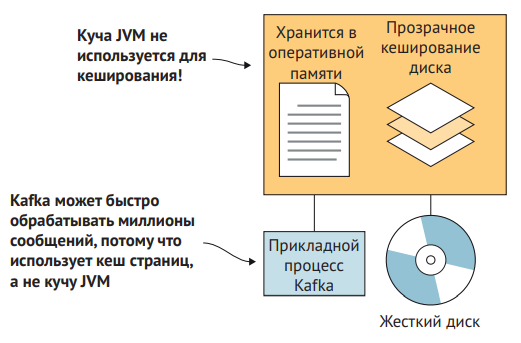 Куча JVM не
используется для
кеширования!
Хранится в
оперативной
памяти
Прозрачное
кеширование
диска
Kafka может быстро
обрабатывать миллионы
сообщений, потому что
использует кеш страниц,
а не кучу JVM
Прикладной
процесс
Kafka
Жесткий диск